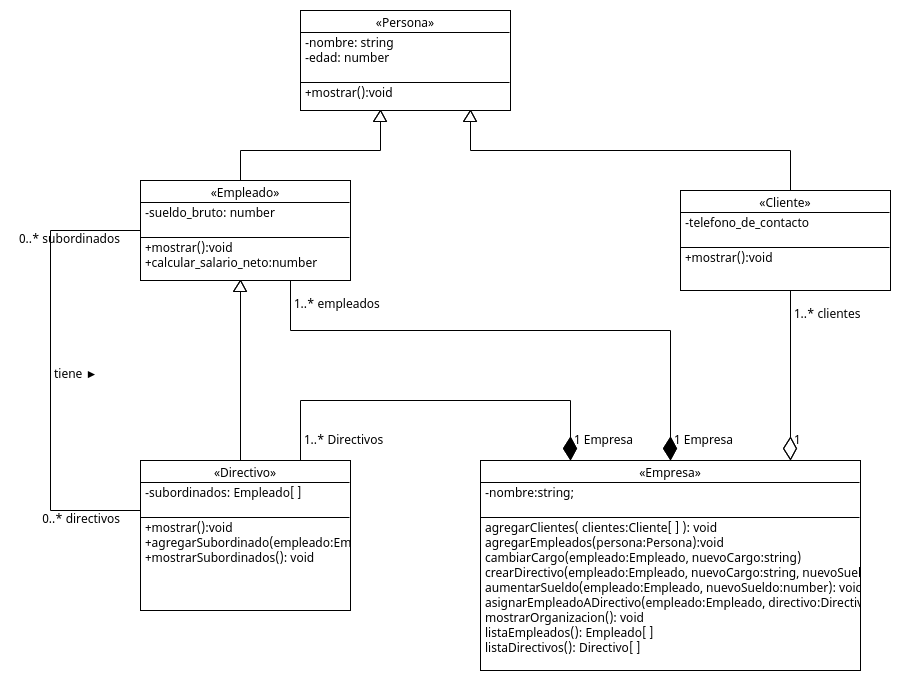 «Persona»
-nombre: string
-edad: number
+mostrar():void
«Empleado»
-sueldo_bruto: number
+mostrar():void
+calcular_salario_neto:number
«Cliente»
-telefono_de_contacto
+mostrar():void
0..* subordinados
1..* empleados
1..* clientes
tiene ►
1..* Directivos
1 Empresa
1 Empresa
1
«Directivo»
-subordinados: Empleado[ ]
+mostrar():void
+agregarSubordinado(empleado:Em
+mostrarSubordinados(): void
0..* directivos
«Empresa»
-nombre:string;
agregarClientes( clientes:Cliente[ ] ): void
agregarEmpleados(persona:Persona):void
cambiarCargo(empleado:Empleado, nuevoCargo:string)
crearDirectivo(empleado:Empleado, nuevoCargo:string, nuevoSuel
aumentarSueldo(empleado:Empleado, nuevoSueldo:number): void
asignarEmpleadoADirectivo(empleado:Empleado, directivo:Directiv
mostrarOrganizacion(): void
listaEmpleados(): Empleado[ ]
listaDirectivos(): Directivo[ ]